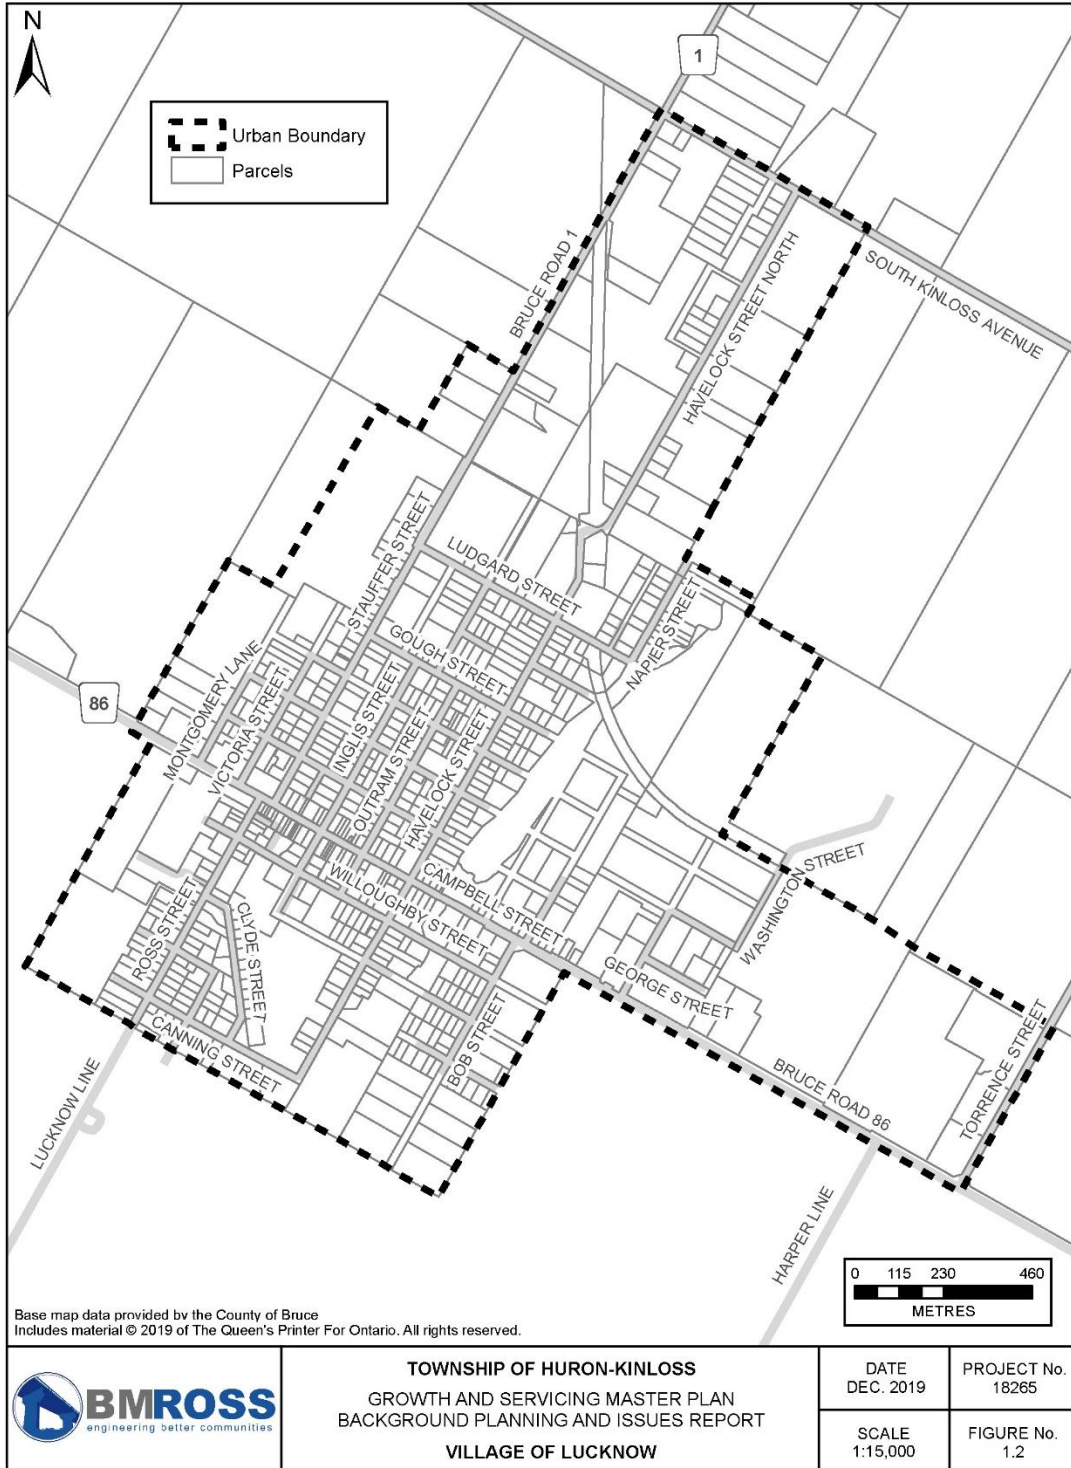 N
1
Urban Boundary
Parcels
BRUCE ROAD 1
HAVELOCK STREET NORTH
SOUTH KINLOSS AVENUE
STAUFFER STREET
LUDGARD STREET
GOUGH STREET
NAPIER STREET
MONTGOMERY LANE
86
VICTORIA STREET
INGLIS STREET
OUTRAM STREET
HAVELOCK STREET
CAMPBELL STREET
WILLOUGHBY STREET
WASHINGTON STREET
ROSS STREET
CLYDE STREET
GEORGE STREET
CANNING STREET
BOB STREET
BRUCE ROAD 86
TORRENCE STREET
LUCKNOW LINE
HARPER LINE
0 115 230 460
METRES
Base map data provided by the County of Bruce
Includes material © 2019 of The Queen's Printer For Ontario. All rights reserved.
BMROSS
engineering better communities
TOWNSHIP OF HURON-KINLOSS
GROWTH AND SERVICING MASTER PLAN
BACKGROUND PLANNING AND ISSUES REPORT
VILLAGE OF LUCKNOW
DATE
DEC. 2019
PROJECT No.
18265
SCALE
1:15,000
FIGURE No.
1.2